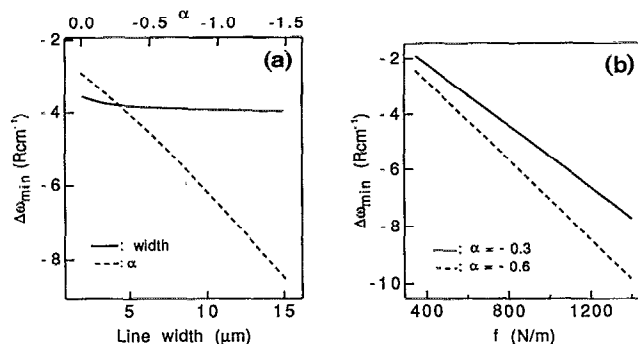 α
0.0 -0.5 -1 -1.5
(a)
-2
-4
-6
-8
Δω_min (Rcm⁻¹)
: width
:α
5 10 15
Line width (μm)
(b)
-2
-4
-6
-8
-10
Δω_min (Rcm⁻¹)
: α = - 0.3
: α = - 0.6
400 800 1200
f (N/m)